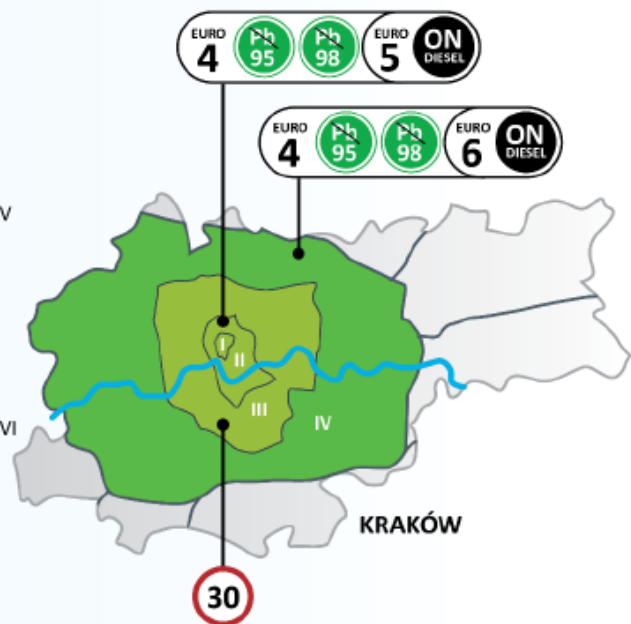 EURO 4 Pb 95 Pb 98 EURO 5 ON DIESEL
EURO 4 Pb 95 Pb 98 EURO 6 ON DIESEL
V
I
II
VI
III
IV
KRAKÓW
30